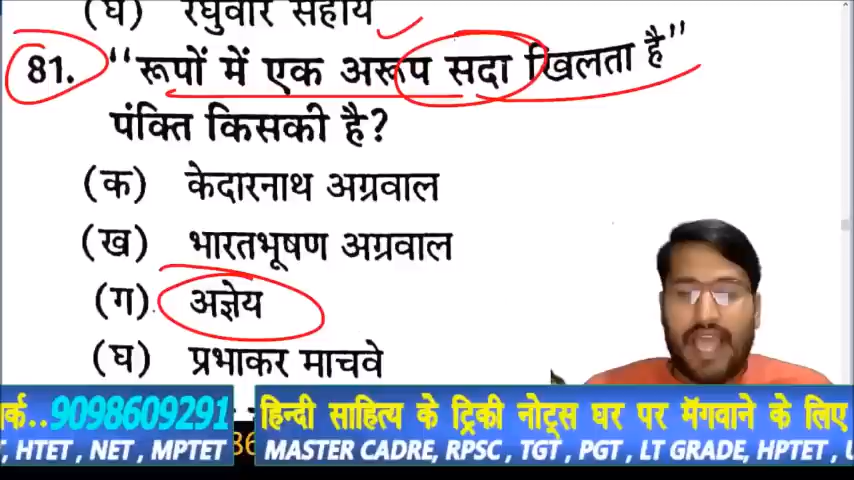 (घ) रघुवीर सहाय
81. “रूपों में एक अरूप सदा खिलता है”
पंक्ति किसकी है?
(क) केदारनाथ अग्रवाल
(ख) भारतभूषण अग्रवाल
(ग) अज्ञेय
(घ) प्रभाकर माचवे
र्क..9098609291 हिन्दी साहित्य के ट्रिकी नोट्स घर पर मॅगवाने के लिए
, HTET, NET, MPTET MASTER CADRE, RPSC, TGT, PGT, LT GRADE, HPTET, U